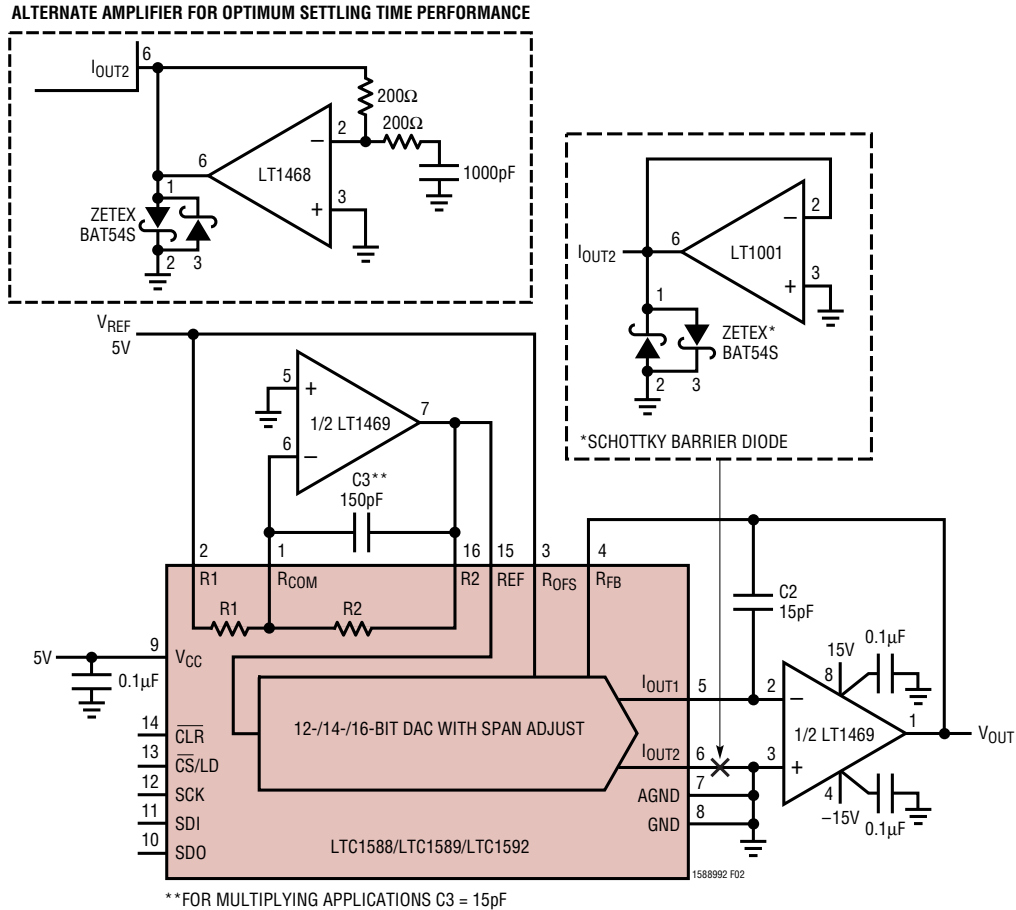 ALTERNATE AMPLIFIER FOR OPTIMUM SETTLING TIME PERFORMANCE
IOUT2
6
200Ω
200Ω
2
−
6
LT1468
1000pF
3
+
1
ZETEX
BAT54S
2
3
2
−
6
IOUT2
LT1001
3
+
1
ZETEX*
BAT54S
2
3
*SCHOTTKY BARRIER DIODE
VREF
5V
5
+
7
1/2 LT1469
6
−
C3**
150pF
2
1
16
15
3
4
R1
RCOM
R2
REF
ROFS
RFB
R1
R2
C2
15pF
5V
9
VCC
0.1µF
15V
0.1µF
8
IOUT1
5
2
−
12-/14-/16-BIT DAC WITH SPAN ADJUST
1/2 LT1469
1
VOUT
14
CLR
13
CS/LD
IOUT2
6
3
+
12
SCK
AGND
7
4
−15V
0.1µF
11
SDI
GND
8
10
SDO
LTC1588/LTC1589/LTC1592
1588992 F02
**FOR MULTIPLYING APPLICATIONS C3 = 15pF